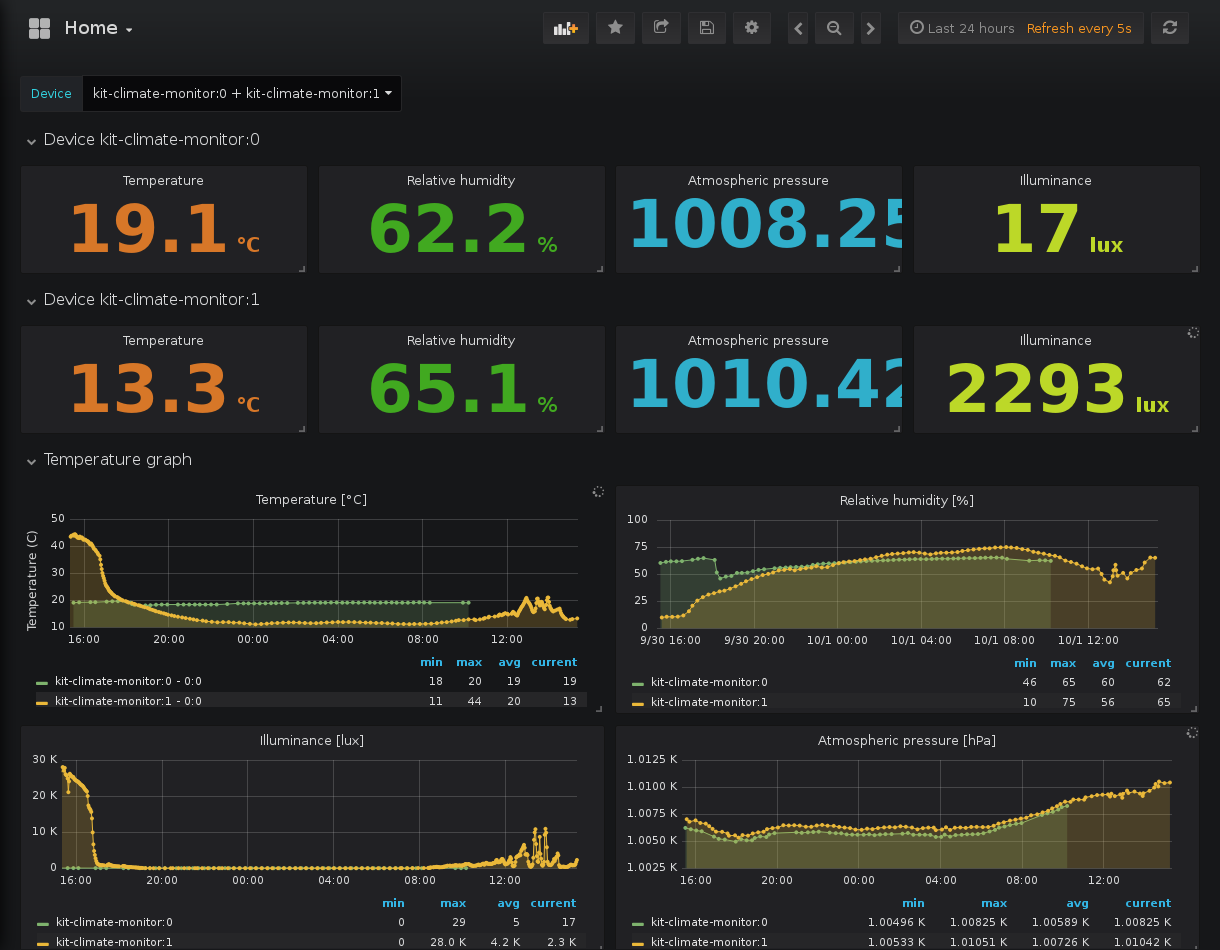 Home
Last 24 hours Refresh every 5s
Device kit-climate-monitor:0 + kit-climate-monitor:1
Device kit-climate-monitor:0
Temperature Relative humidity Atmospheric pressure Illuminance
19.1 °C 62.2 % 1008.25 17 lux
Device kit-climate-monitor:1
Temperature Relative humidity Atmospheric pressure Illuminance
13.3 °C 65.1 % 1010.42 2293 lux
Temperature graph
Temperature [°C]
Temperature (C)
50
40
30
20
10
16:00 20:00 00:00 04:00 08:00 12:00
min max avg current
kit-climate-monitor:0 - 0:0 18 20 19 19
kit-climate-monitor:1 - 0:0 11 44 20 13
Relative humidity [%]
100
75
50
25
0
9/30 16:00 9/30 20:00 10/1 00:00 10/1 04:00 10/1 08:00 10/1 12:00
min max avg current
kit-climate-monitor:0 46 65 60 62
kit-climate-monitor:1 10 75 56 65
Illuminance [lux]
30 K
20 K
10 K
0
16:00 20:00 00:00 04:00 08:00 12:00
min max avg current
kit-climate-monitor:0 0 29 5 17
kit-climate-monitor:1 0 28.0 K 4.2 K 2.3 K
Atmospheric pressure [hPa]
1.0125 K
1.0100 K
1.0075 K
1.0050 K
1.0025 K
16:00 20:00 00:00 04:00 08:00 12:00
min max avg current
kit-climate-monitor:0 1.00496 K 1.00825 K 1.00589 K 1.00825 K
kit-climate-monitor:1 1.00533 K 1.01051 K 1.00726 K 1.01042 K